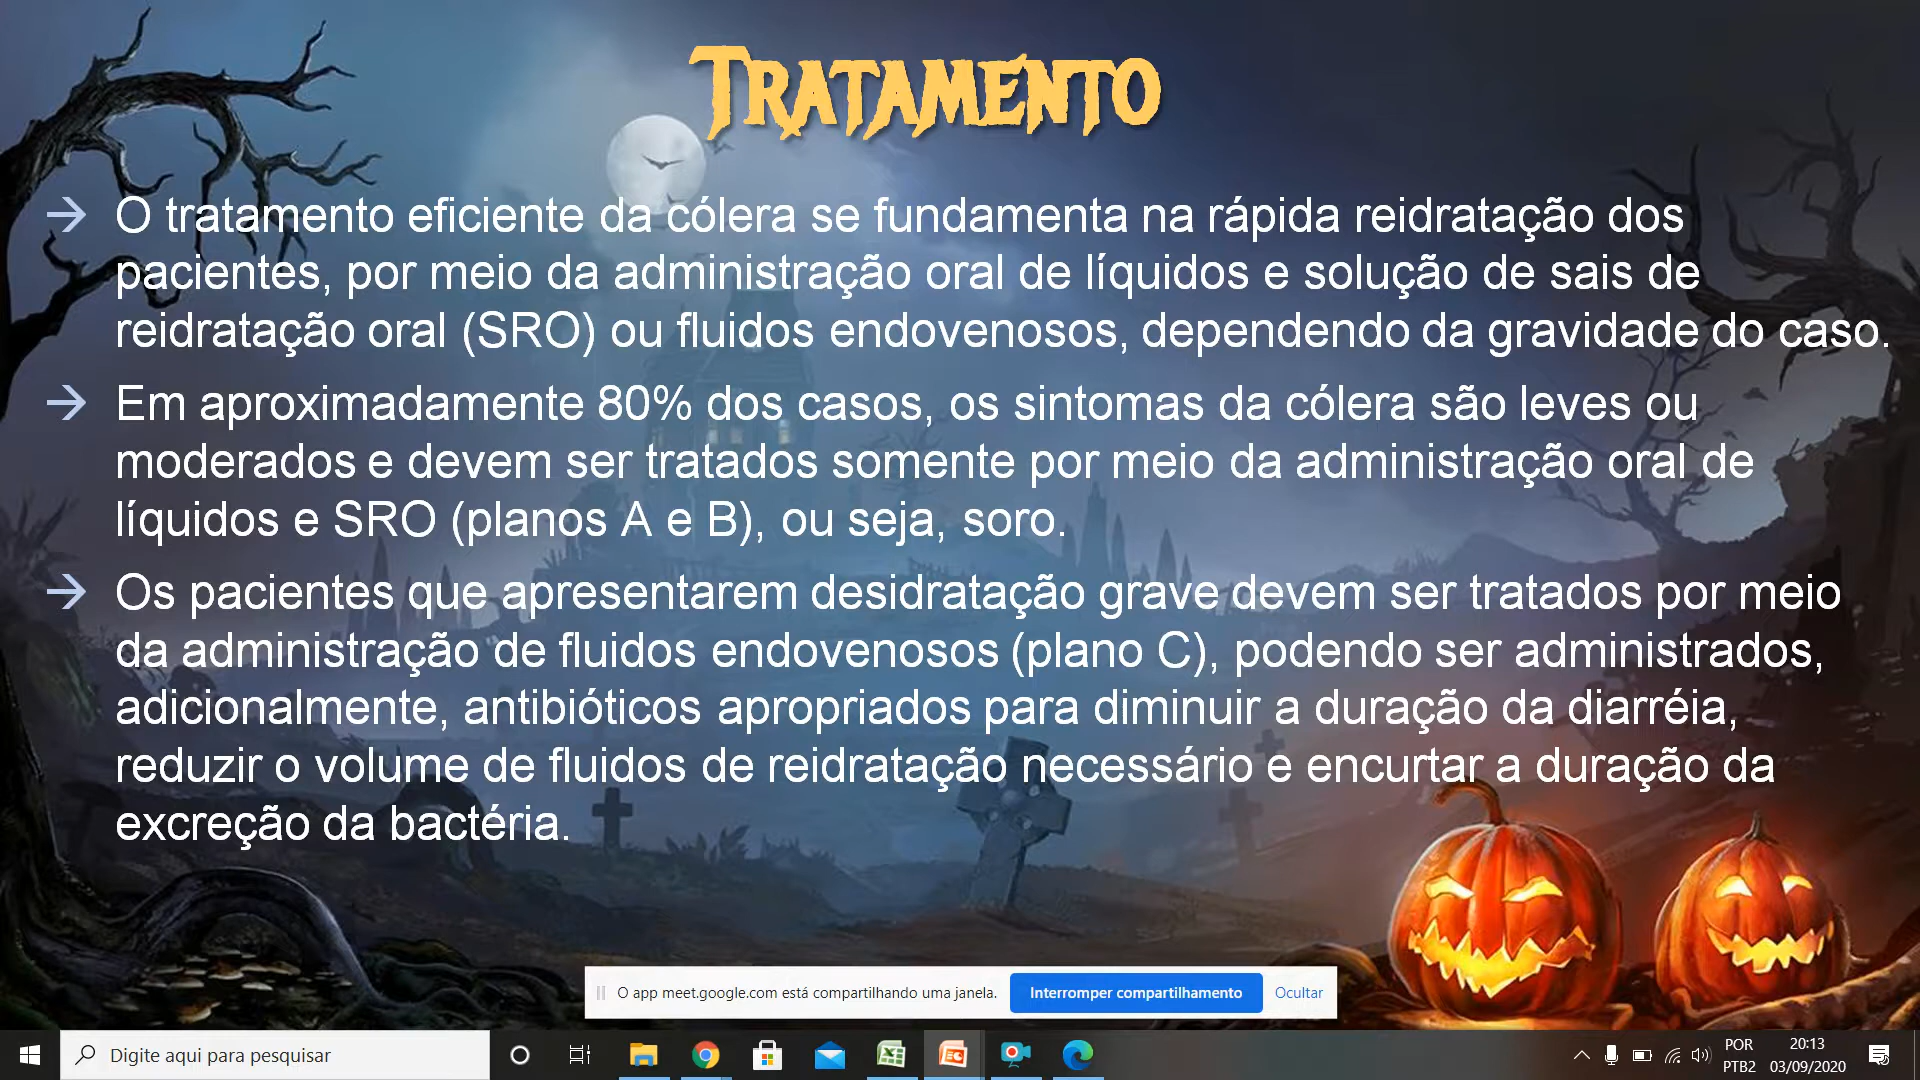 TRATAMENTO
→ O tratamento eficiente da cólera se fundamenta na rápida reidratação dos
pacientes, por meio da administração oral de líquidos e solução de sais de
reidratação oral (SRO) ou fluidos endovenosos, dependendo da gravidade do caso.
→ Em aproximadamente 80% dos casos, os sintomas da cólera são leves ou
moderados e devem ser tratados somente por meio da administração oral de
líquidos e SRO (planos A e B), ou seja, soro.
→ Os pacientes que apresentarem desidratação grave devem ser tratados por meio
da administração de fluidos endovenosos (plano C), podendo ser administrados,
adicionalmente, antibióticos apropriados para diminuir a duração da diarréia,
reduzir o volume de fluidos de reidratação necessário e encurtar a duração da
excreção da bactéria.
O app meet.google.com está compartilhando uma janela. Interromper compartilhamento Ocultar
Digite aqui para pesquisar
POR 20:13
PTB2 03/09/2020